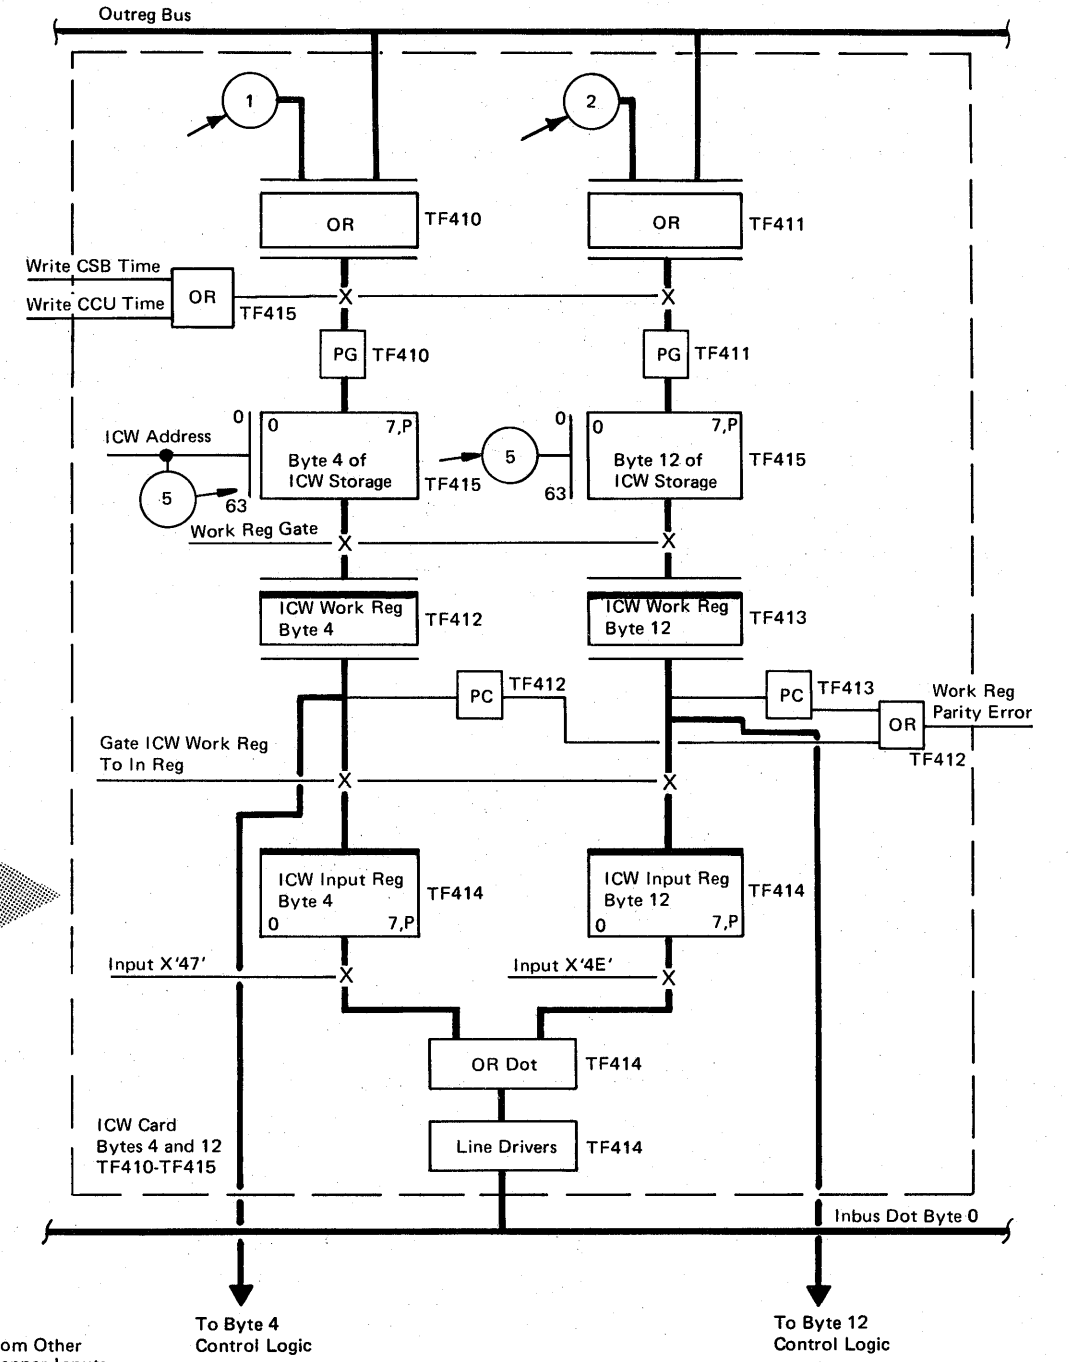 Outreg Bus
1
2
OR
TF410
OR
TF411
Write CSB Time
Write CCU Time
OR
TF415
X
X
PG
TF410
PG
TF411
ICW Address
5
0
63
0
7,P
Byte 4 of
ICW Storage
TF415
5
0
63
0
7,P
Byte 12 of
ICW Storage
TF415
Work Reg Gate
X
X
ICW Work Reg
Byte 4
TF412
ICW Work Reg
Byte 12
TF413
PC
TF412
PC
TF413
OR
TF412
Work Reg
Parity Error
Gate ICW Work Reg
To In Reg
X
X
ICW Input Reg
Byte 4
0
7,P
TF414
ICW Input Reg
Byte 12
0
7,P
TF414
Input X'47'
X
Input X'4E'
X
OR Dot
TF414
Line Drivers
TF414
ICW Card
Bytes 4 and 12
TF410-TF415
Inbus Dot Byte 0
To Byte 4
Control Logic
To Byte 12
Control Logic
om Other